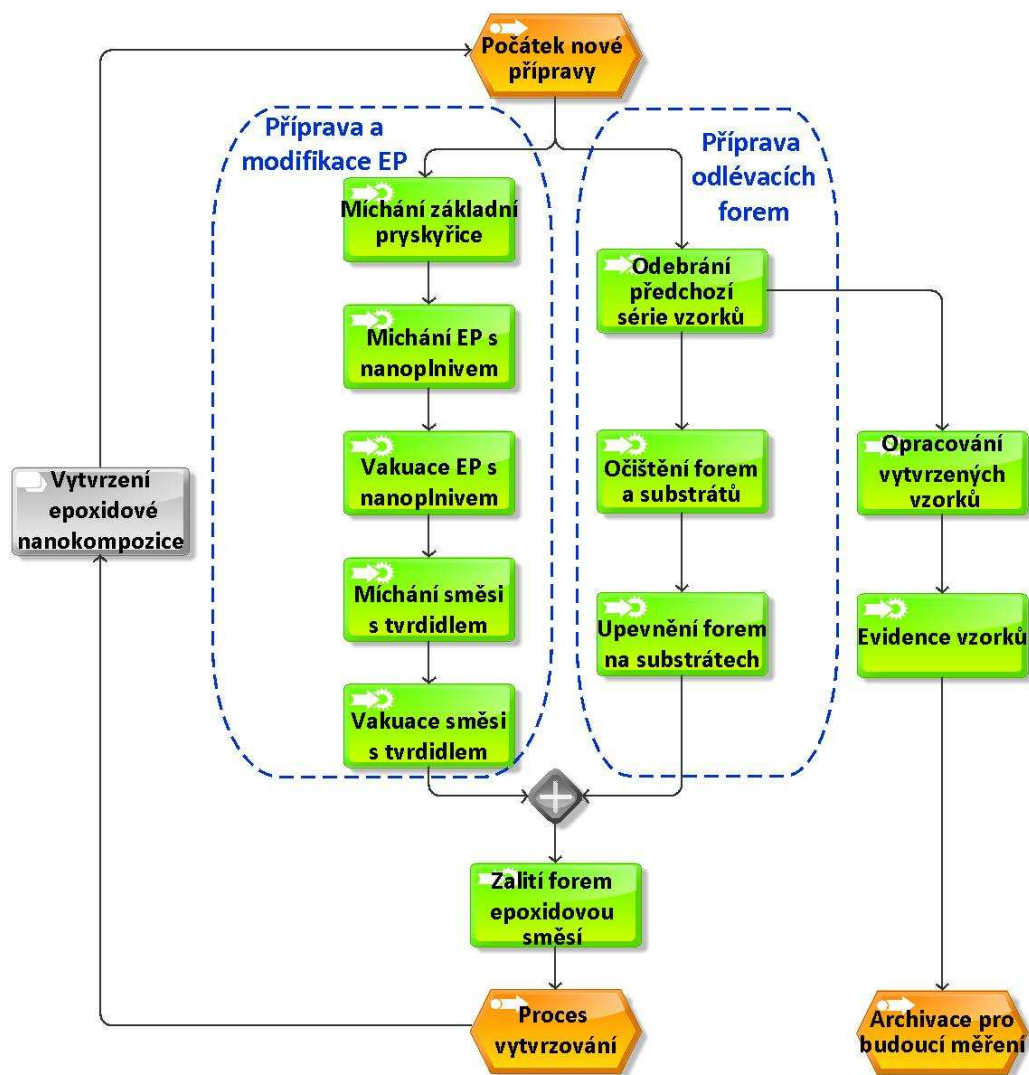 Počátek nové
přípravy
Příprava a
modifikace EP
Příprava
odlévacích
forem
Míchání základní
pryskyřice
Odebrání
předchozí
série vzorků
Michání EP s
nanoplnivem
Vakuace EP s
nanoplnivem
Očištění forem
a substrátů
Opracování
vytvrzených
vzorků
Vytvrzení
epoxidové
nanokompozice
Míchání směsi
s tvrdidlem
Upevnění forem
na substrátech
Evidence vzorků
Vakuace směsi
s tvrdidlem
Zalití forem
epoxidovou
směsí
Proces
vytvrzování
Archivace pro
budoucí měření